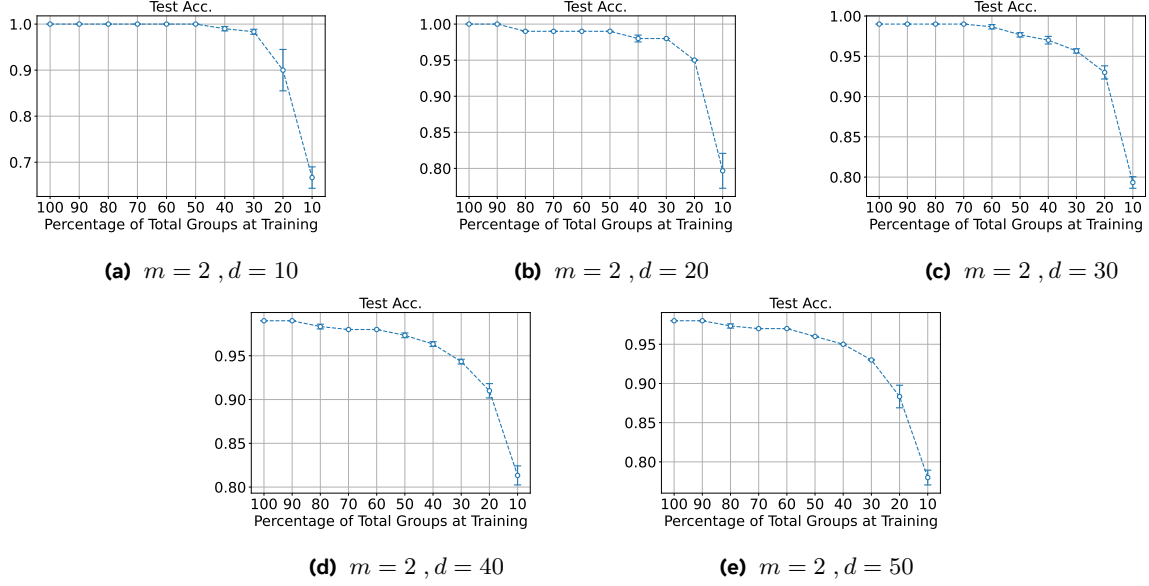 Test Acc.
1.0
0.9
0.8
0.7
100 90 80 70 60 50 40 30 20 10
Percentage of Total Groups at Training
(a) m = 2 , d = 10
Test Acc.
1.00
0.95
0.90
0.85
0.80
100 90 80 70 60 50 40 30 20 10
Percentage of Total Groups at Training
(b) m = 2 , d = 20
Test Acc.
1.00
0.95
0.90
0.85
0.80
100 90 80 70 60 50 40 30 20 10
Percentage of Total Groups at Training
(c) m = 2 , d = 30
Test Acc.
0.95
0.90
0.85
0.80
100 90 80 70 60 50 40 30 20 10
Percentage of Total Groups at Training
(d) m = 2 , d = 40
Test Acc.
0.95
0.90
0.85
0.80
100 90 80 70 60 50 40 30 20 10
Percentage of Total Groups at Training
(e) m = 2 , d = 50